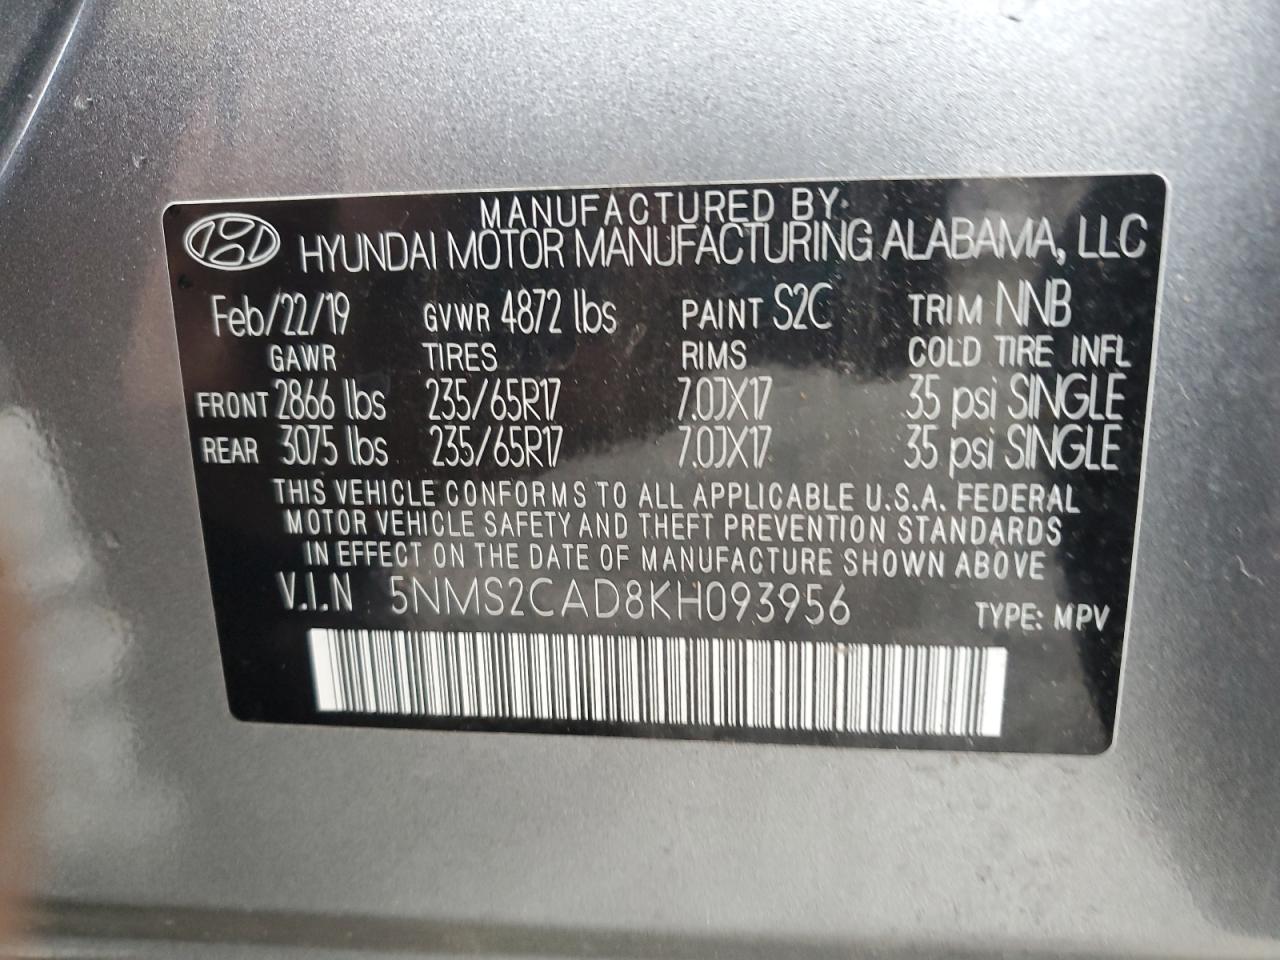 MANUFACTURED BY:
HYUNDAI MOTOR MANUFACTURING ALABAMA, LLC
Feb/22/19 GVWR 4872 lbs PAINT S2C TRIM NNB
GAWR TIRES RIMS COLD TIRE INFL
FRONT 2866 lbs 235/65R17 7.0JX17 35 psi SINGLE
REAR 3075 lbs 235/65R17 7.0JX17 35 psi SINGLE
THIS VEHICLE CONFORMS TO ALL APPLICABLE U.S.A. FEDERAL
MOTOR VEHICLE SAFETY AND THEFT PREVENTION STANDARDS
IN EFFECT ON THE DATE OF MANUFACTURE SHOWN ABOVE
V.I.N 5NMS2CAD8KH093956 TYPE: MPV